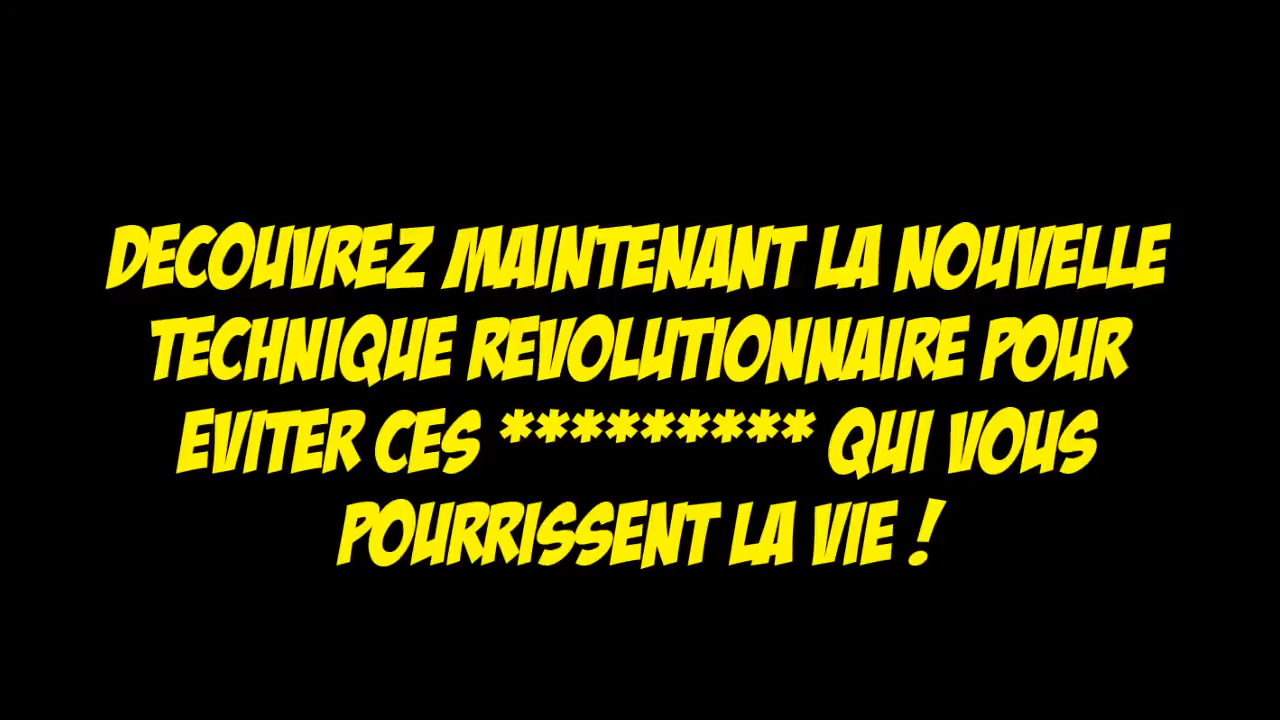 DECOUVREZ MAINTENANT LA NOUVELLE
TECHNIQUE REVOLUTIONNAIRE POUR
EVITER CES ********* QUI VOUS
POURRISSENT LA VIE !